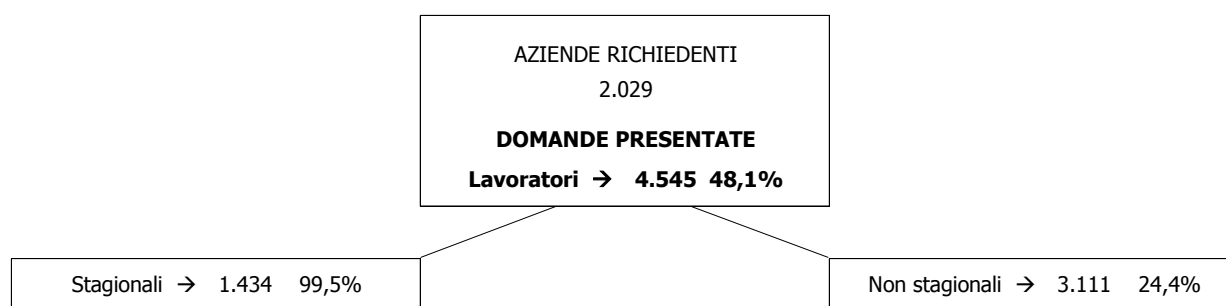 AZIENDE RICHIEDENTI
2.029
DOMANDE PRESENTATE
Lavoratori → 4.545 48,1%
Stagionali → 1.434 99,5%
Non stagionali → 3.111 24,4%